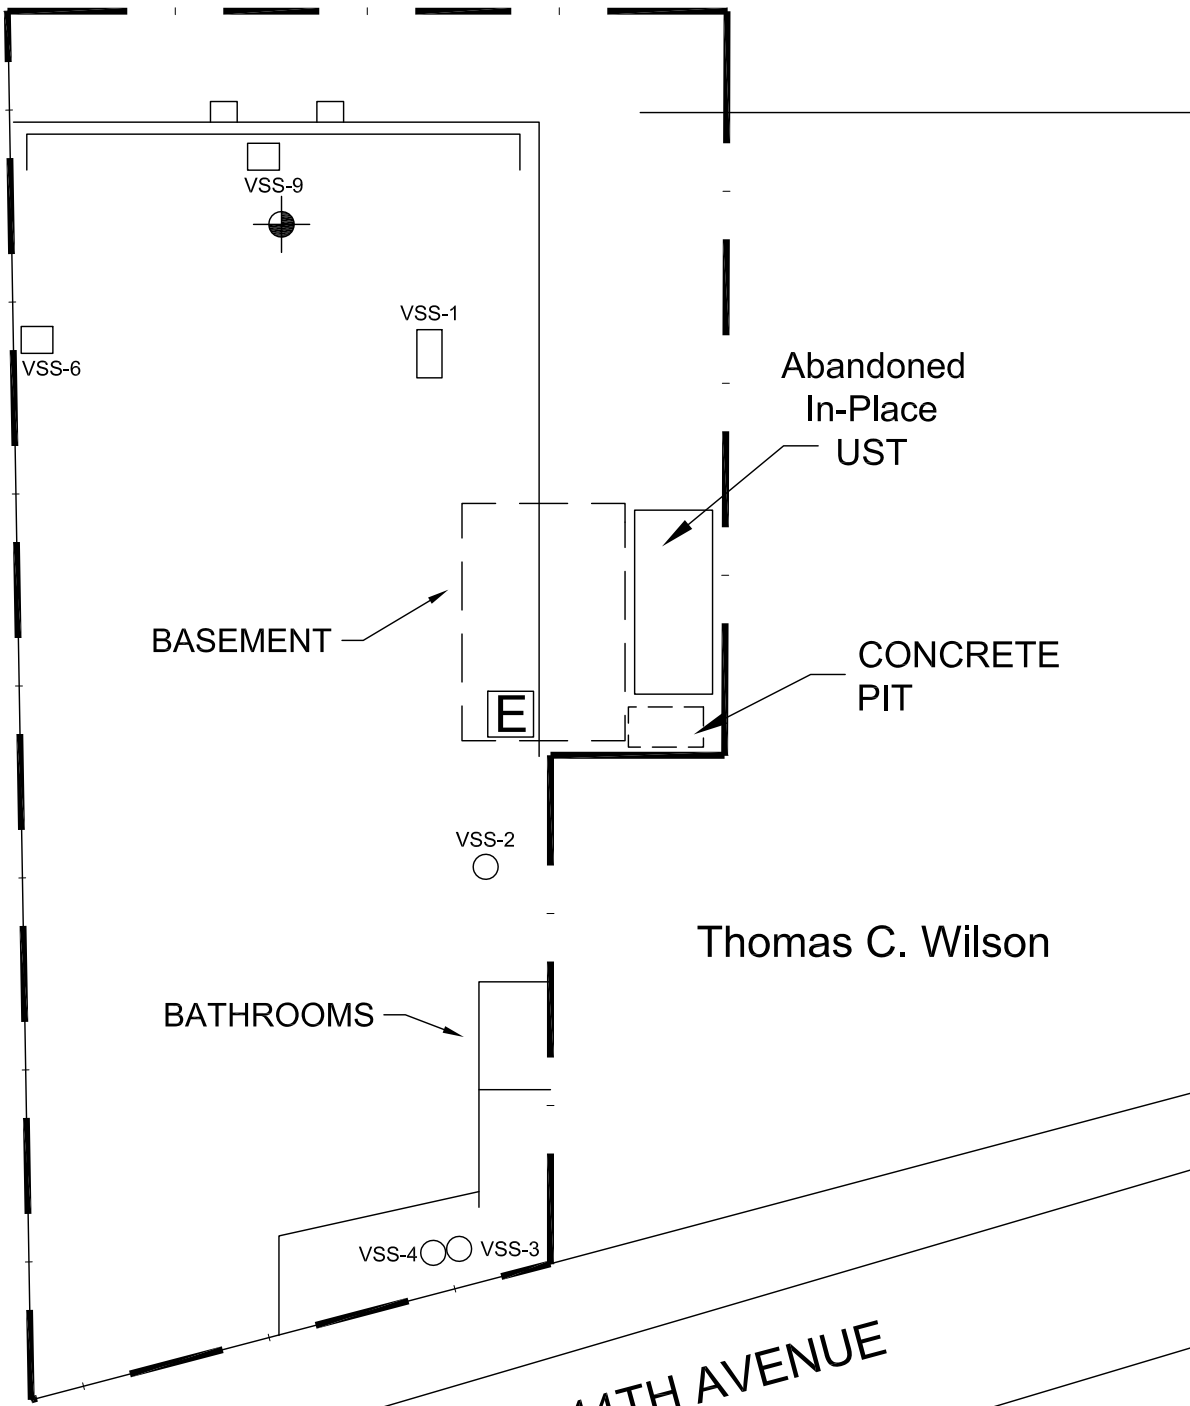 VSS-9
VSS-1
VSS-6
Abandoned
In-Place
UST
BASEMENT
CONCRETE
PIT
E
VSS-2
Thomas C. Wilson
BATHROOMS
VSS-4
VSS-3
AVENUE